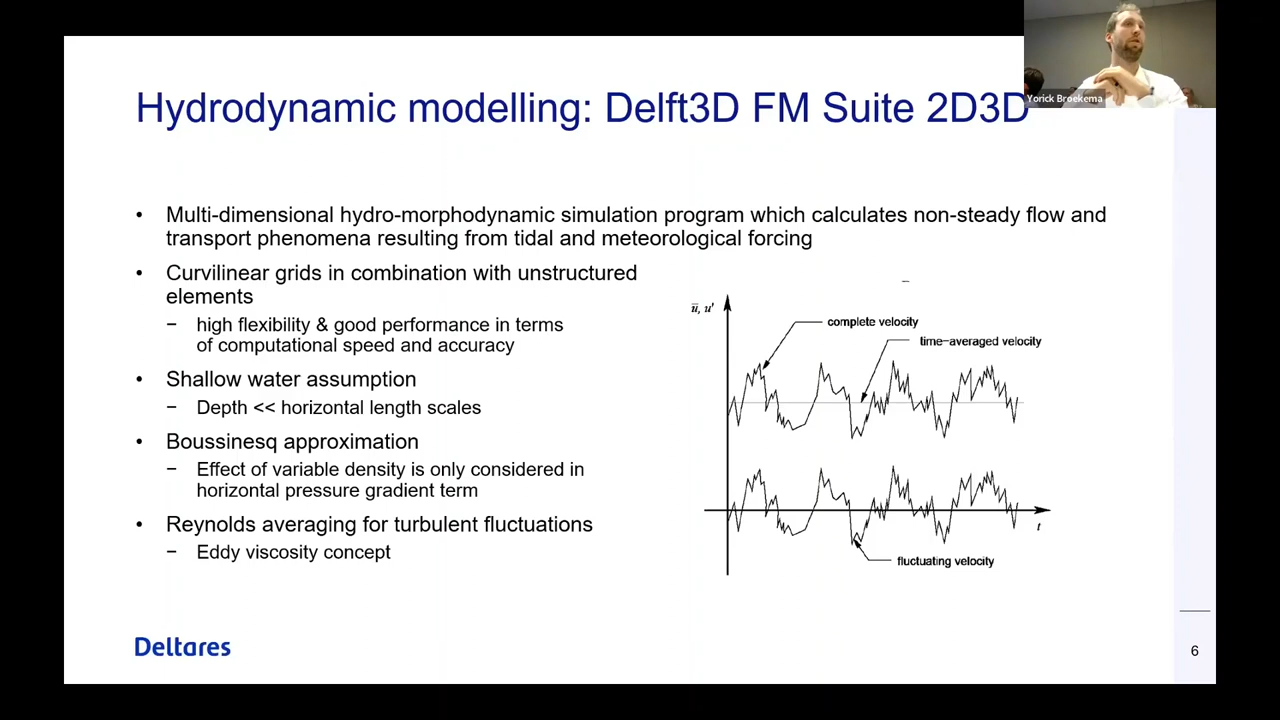 Yorick Broekema
Hydrodynamic modelling: Delft3D FM Suite 2D3D
• Multi-dimensional hydro-morphodynamic simulation program which calculates non-steady flow and
transport phenomena resulting from tidal and meteorological forcing
• Curvilinear grids in combination with unstructured
elements
− high flexibility & good performance in terms
of computational speed and accuracy
• Shallow water assumption
− Depth << horizontal length scales
• Boussinesq approximation
− Effect of variable density is only considered in
horizontal pressure gradient term
• Reynolds averaging for turbulent fluctuations
− Eddy viscosity concept
u̅, u'
complete velocity
time-averaged velocity
t
fluctuating velocity
Deltares
6